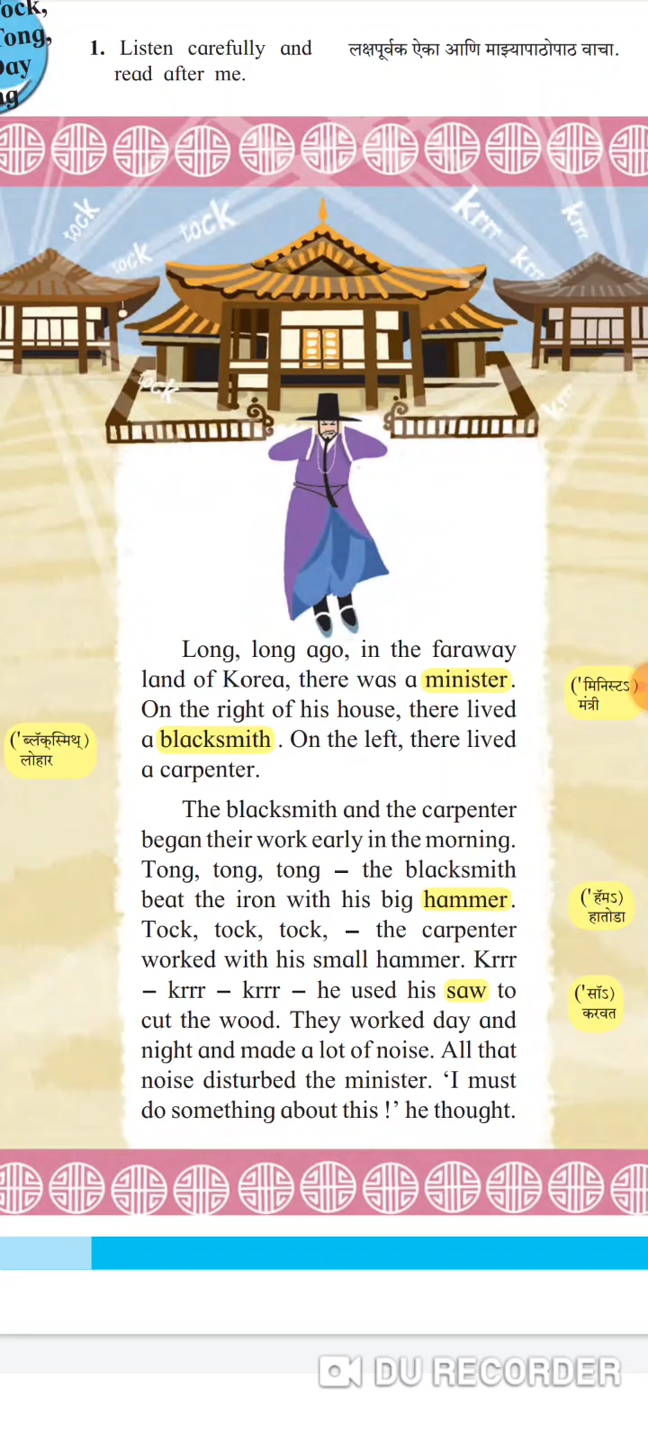 ock,
ong,
ay
g
1. Listen carefully and
read after me.
लक्षपूर्वक ऐका आणि माझ्यापाठोपाठ वाचा.
tock
tock
tock
tock
krrr
krrr
krrr
krrr
Long, long ago, in the faraway
land of Korea, there was a minister.
On the right of his house, there lived
a blacksmith. On the left, there lived
a carpenter.
('मिनिस्टऽ)
मंत्री
('ब्लॅक्‌स्मिथ्)
लोहार
The blacksmith and the carpenter
began their work early in the morning.
Tong, tong, tong – the blacksmith
beat the iron with his big hammer.
Tock, tock, tock, – the carpenter
worked with his small hammer. Krrr
– krrr – krrr – he used his saw to
cut the wood. They worked day and
night and made a lot of noise. All that
noise disturbed the minister. ‘I must
do something about this !’ he thought.
('हॅमऽ)
हातोडा
('सॉऽ)
करवत
DU RECORDER